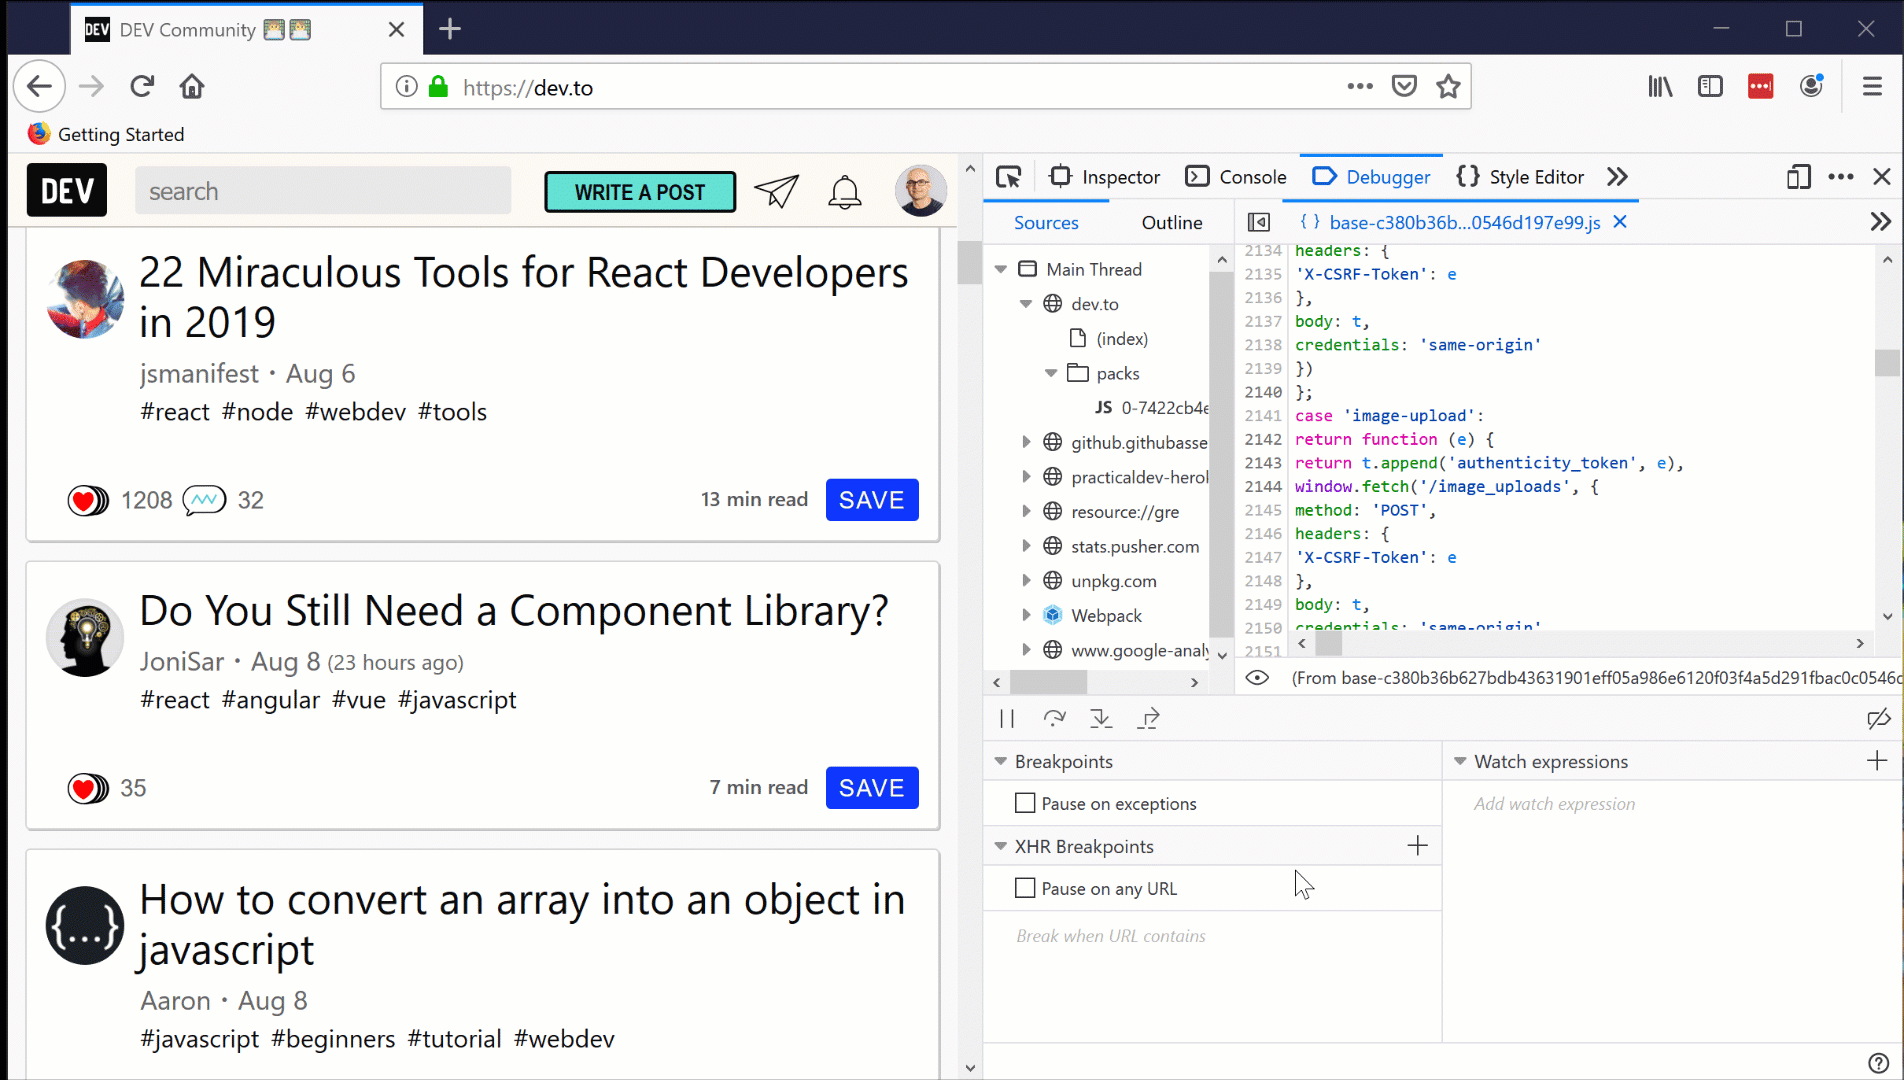 DEV DEV Community
https://dev.to
Getting Started
DEV
search
WRITE A POST
22 Miraculous Tools for React Developers
in 2019
jsmanifest • Aug 6
#react #node #webdev #tools
1208 32
13 min read SAVE
Do You Still Need a Component Library?
JoniSar • Aug 8 (23 hours ago)
#react #angular #vue #javascript
35
7 min read SAVE
{...}
How to convert an array into an object in
javascript
Aaron • Aug 8
#javascript #beginners #tutorial #webdev
Inspector Console Debugger {} Style Editor
Sources Outline
{ } base-c380b36b...0546d197e99.js
Main Thread
dev.to
(index)
packs
JS 0-7422cb4e
github.githubasse
practicaldev-herok
resource://gre
stats.pusher.com
unpkg.com
Webpack
www.google-analy
2134 headers: {
2135 'X-CSRF-Token': e
2136 },
2137 body: t,
2138 credentials: 'same-origin'
2139 })
2140 };
2141 case 'image-upload':
2142 return function (e) {
2143 return t.append('authenticity_token', e),
2144 window.fetch('/image_uploads', {
2145 method: 'POST',
2146 headers: {
2147 'X-CSRF-Token': e
2148 },
2149 body: t,
2150 credentials: 'same-origin'
2151
(From base-c380b36b627bdb43631901eff05a986e6120f03f4a5d291fbac0c0546d
Breakpoints
Pause on exceptions
XHR Breakpoints
Pause on any URL
Break when URL contains
Watch expressions
Add watch expression